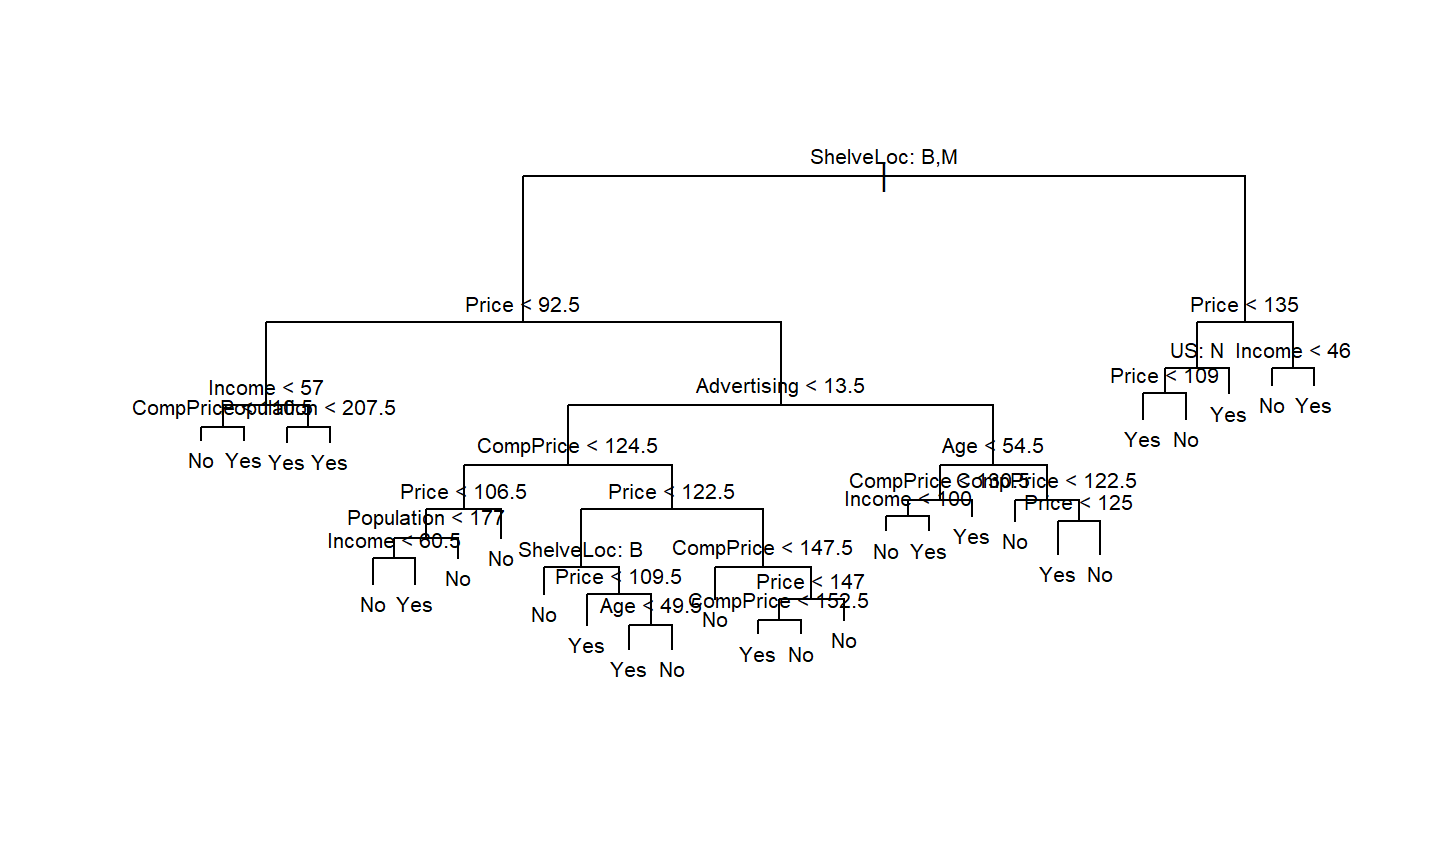 ShelveLoc: B,M
Price < 92.5
Price < 135
US: N
Income < 46
Price < 109
Income < 57
Advertising < 13.5
CompPrice < 110.5
Population < 207.5
Yes
No
Yes
No
Yes
CompPrice < 124.5
Age < 54.5
No
Yes
Yes
Yes
CompPrice < 130.5
CompPrice < 122.5
Price < 106.5
Price < 122.5
Income < 100
Price < 125
Population < 177
Income < 60.5
Yes
No
ShelveLoc: B
CompPrice < 147.5
No
Yes
No
Price < 109.5
Price < 147
No
Yes
No
CompPrice < 152.5
Age < 49.5
No
Yes
No
No
Yes
No
Yes
No
Yes
No